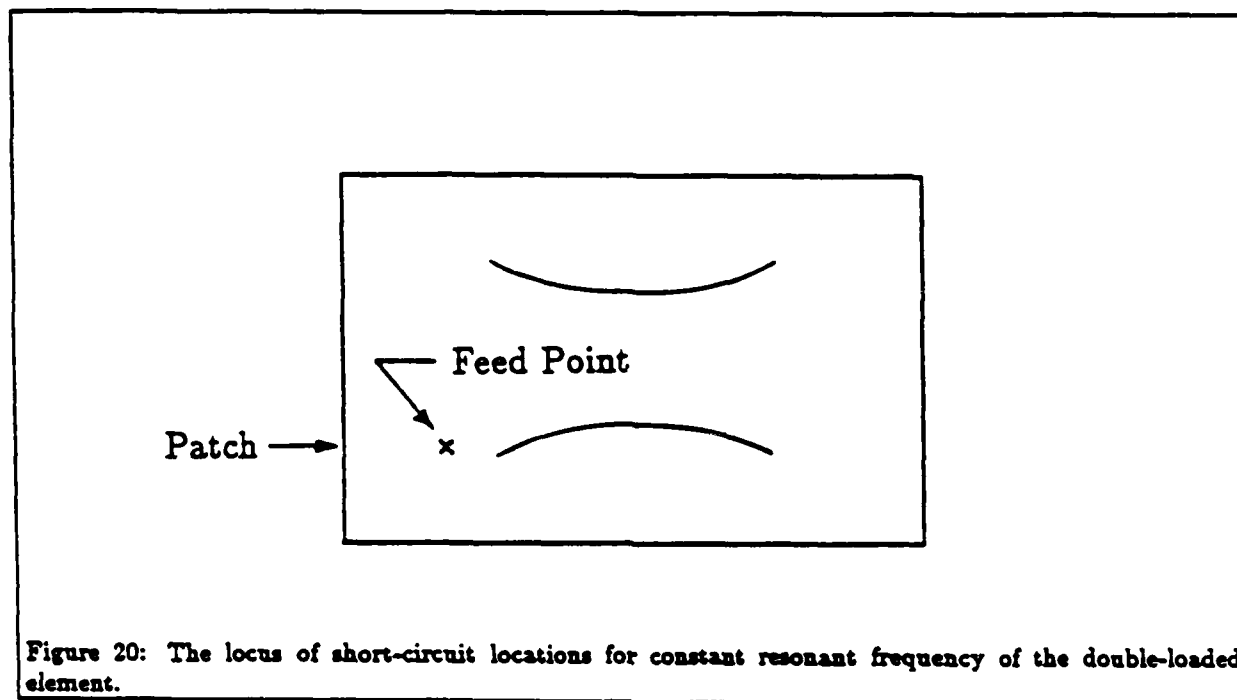 Feed Point
Patch
×
Figure 20: The locus of short-circuit locations for constant resonant frequency of the double-loaded
element.